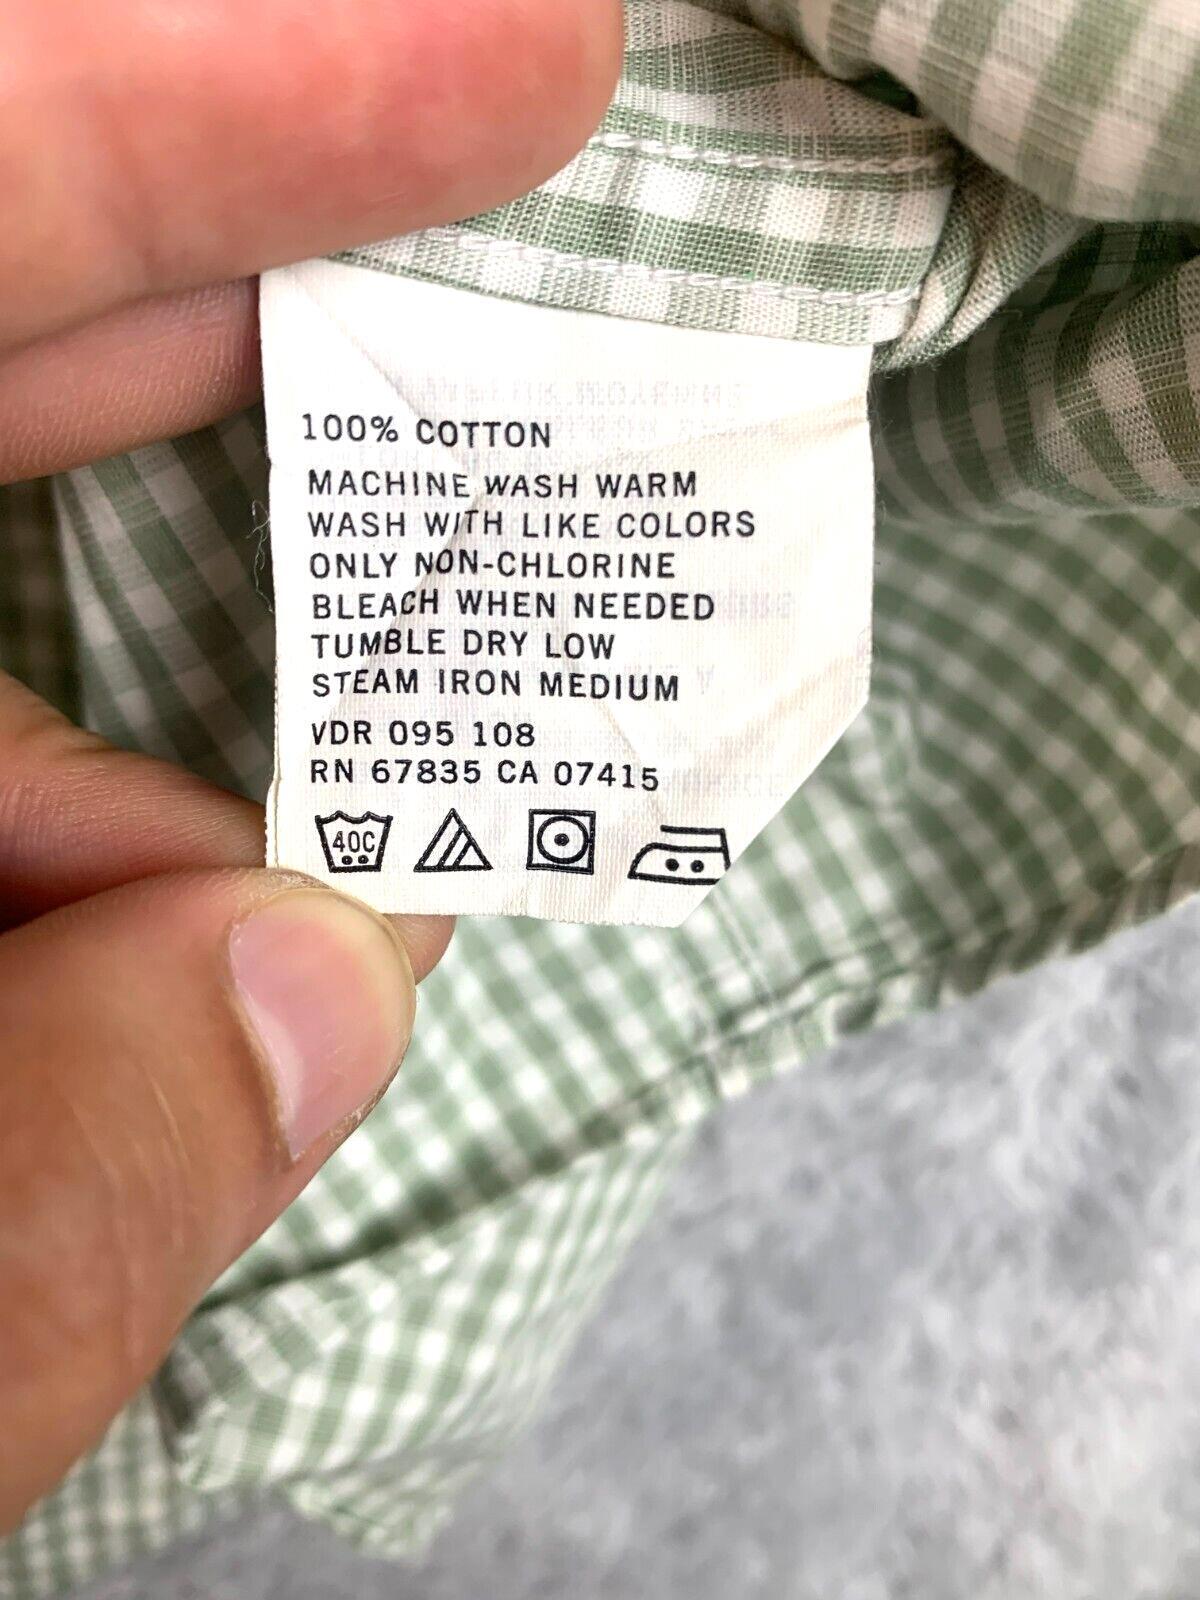 100% COTTON
MACHINE WASH WARM
WASH WITH LIKE COLORS
ONLY NON-CHLORINE
BLEACH WHEN NEEDED
TUMBLE DRY LOW
STEAM IRON MEDIUM
VDR 095 108
RN 67835 CA 07415
40C